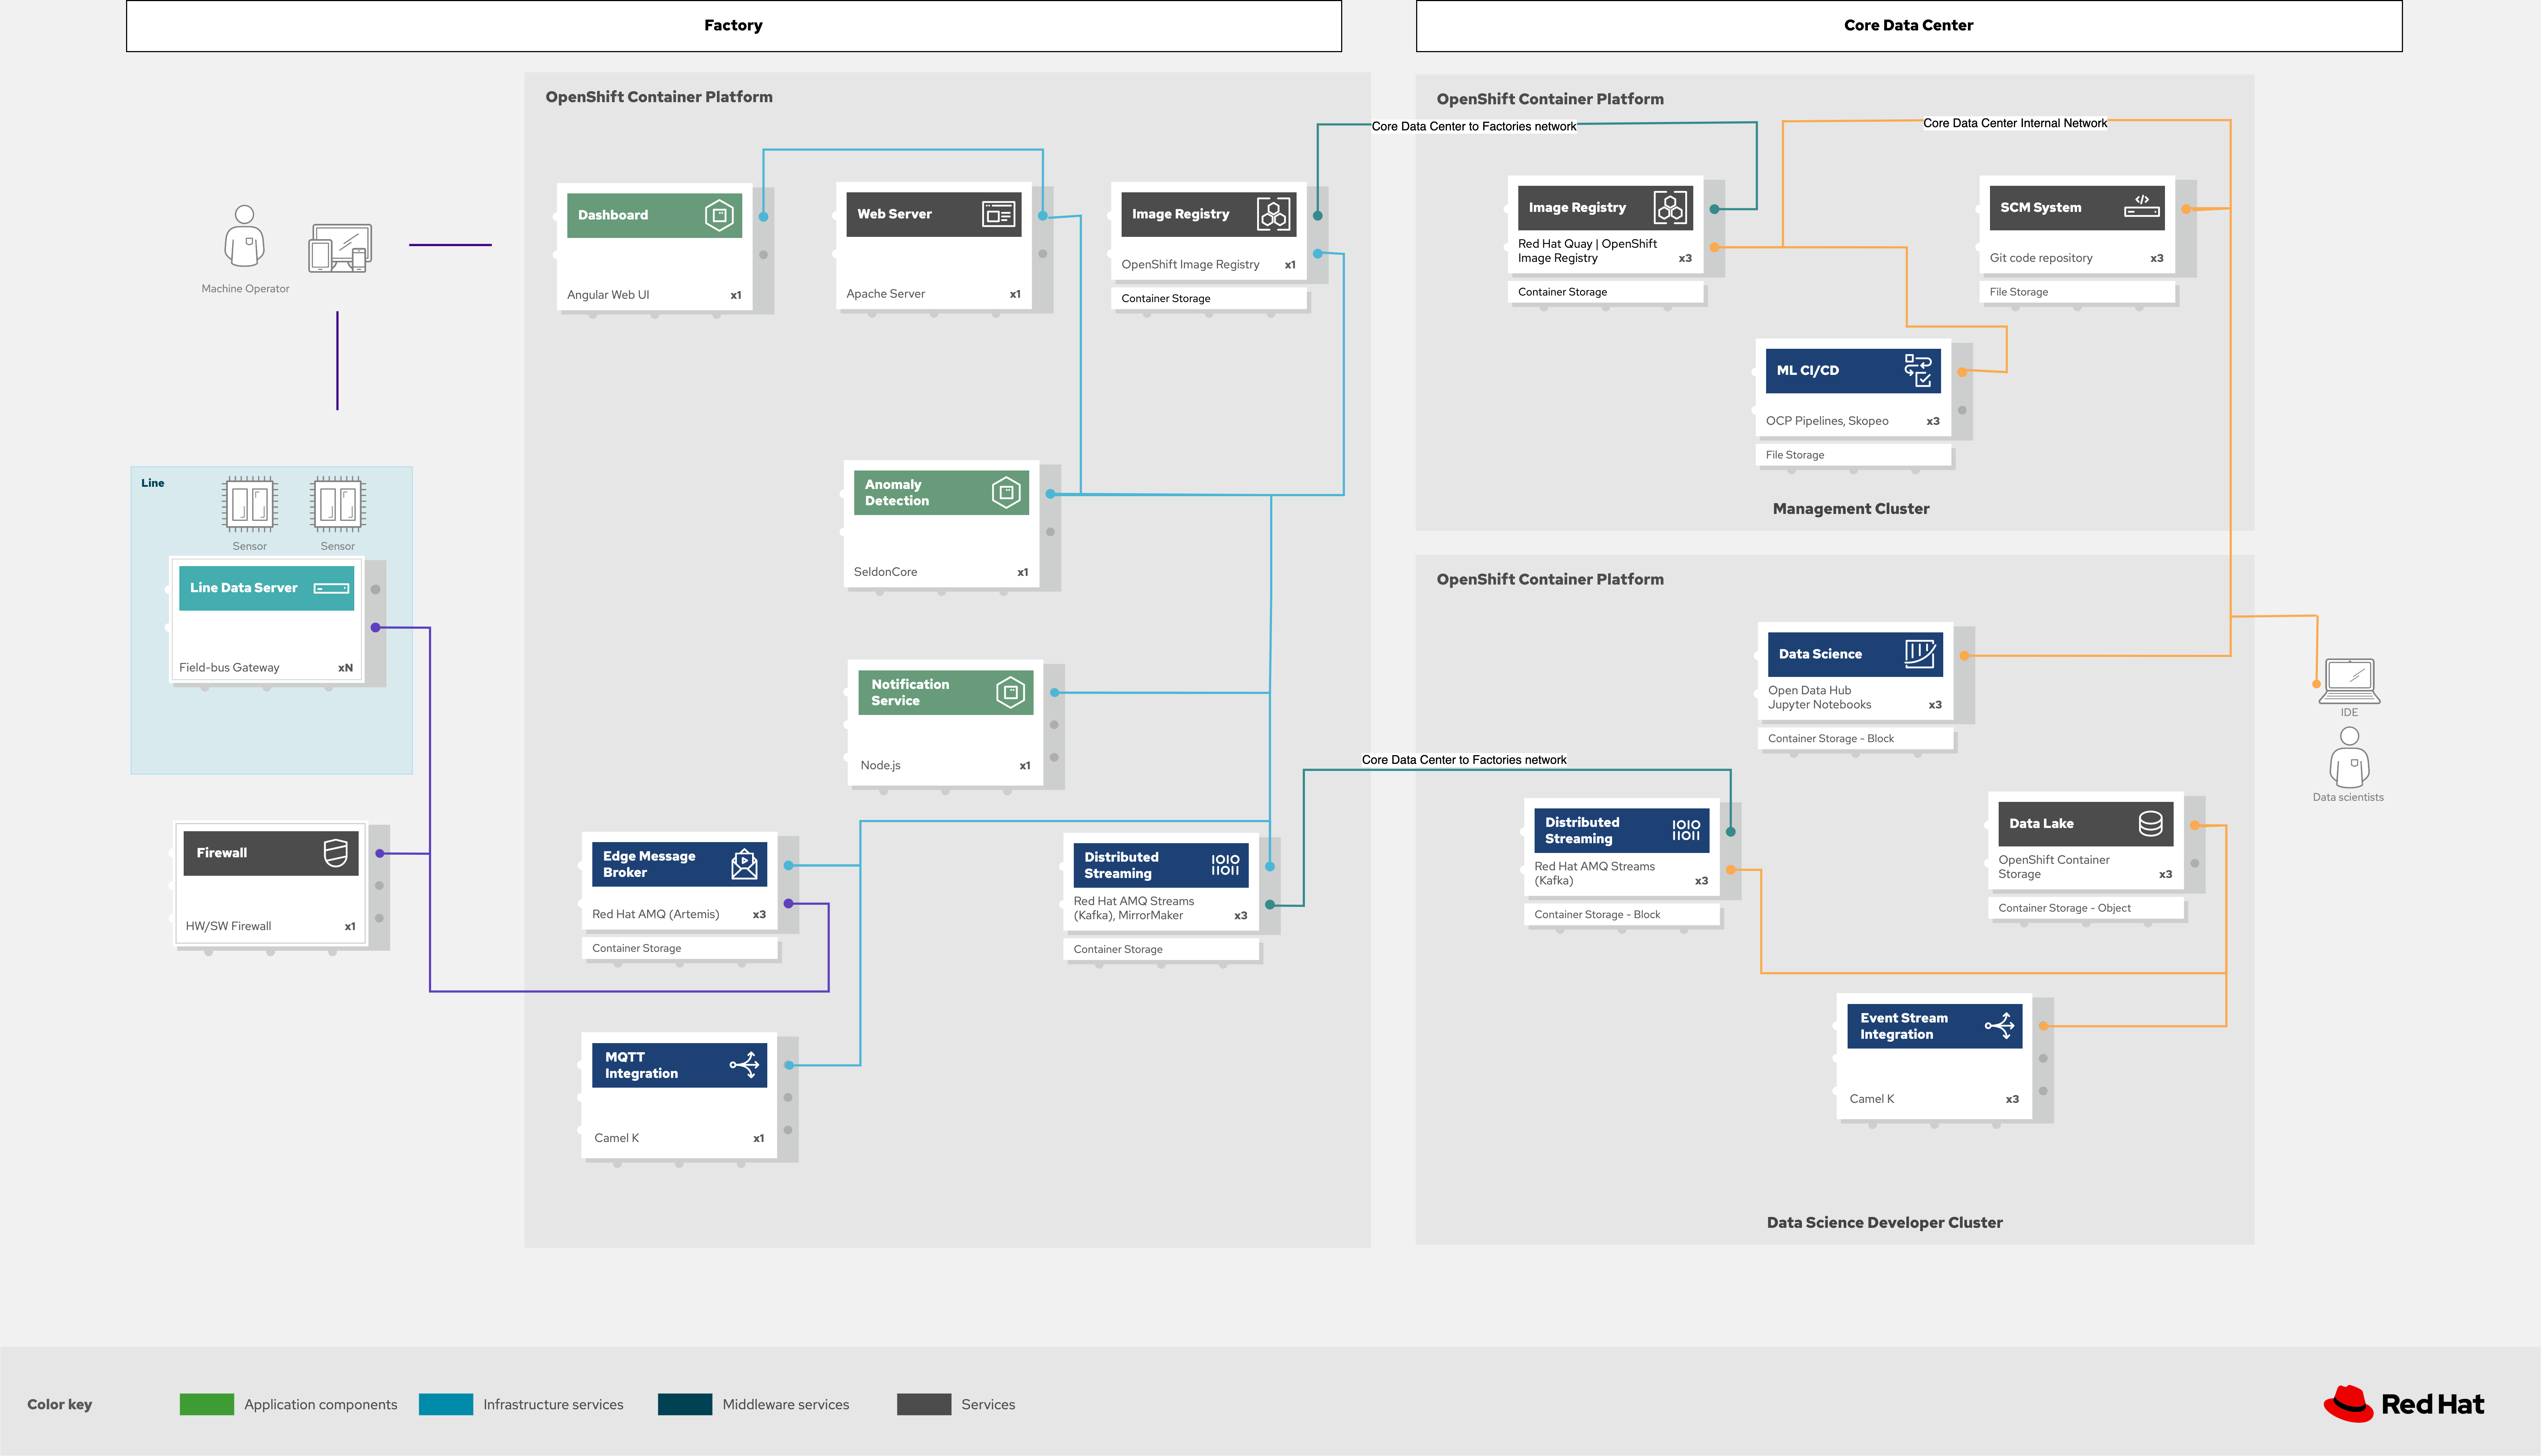 Factory
Core Data Center
OpenShift Container Platform
OpenShift Container Platform
Core Data Center to Factories network
Core Data Center Internal Network
Machine Operator
Dashboard
Angular Web UI x1
Web Server
Apache Server x1
Image Registry
OpenShift Image Registry x1
Container Storage
Image Registry
Red Hat Quay | OpenShift
Image Registry x3
Container Storage
SCM System
Git code repository x3
File Storage
ML CI/CD
OCP Pipelines, Skopeo x3
File Storage
Management Cluster
Line
Sensor
Sensor
Line Data Server
Field-bus Gateway xN
Anomaly
Detection
SeldonCore x1
Notification
Service
Node.js x1
OpenShift Container Platform
Data Science
Open Data Hub
Jupyter Notebooks x3
Container Storage - Block
IDE
Data scientists
Core Data Center to Factories network
Firewall
HW/SW Firewall x1
Edge Message
Broker
Red Hat AMQ (Artemis) x3
Container Storage
Distributed
Streaming
IOIO
IIOII
Red Hat AMQ Streams
(Kafka), MirrorMaker x3
Container Storage
Distributed
Streaming
IOIO
IIOII
Red Hat AMQ Streams
(Kafka) x3
Container Storage - Block
Data Lake
OpenShift Container
Storage x3
Container Storage - Object
MQTT
Integration
Camel K x1
Event Stream
Integration
Camel K x3
Data Science Developer Cluster
Color key
Application components
Infrastructure services
Middleware services
Services
Red Hat